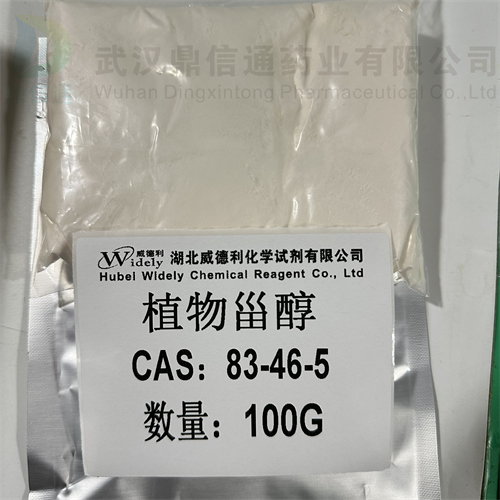 武汉鼎信通药业有限公司
Wuhan Dingxintong Pharmaceutical Co.,Ltd
威德利
Widely
湖北威德利化学试剂有限公司
Hubei Widely Chemical Reagent Co., Ltd
植物甾醇
CAS：83-46-5
数量：100G